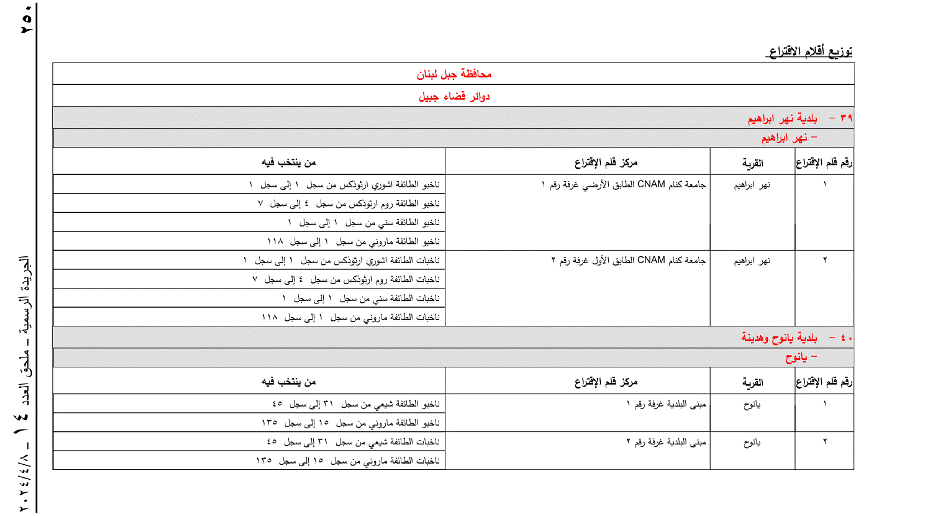 ٢٥٠
الجريدة الرسمية – ملحق العدد ١٤ – ٢٠٢٤/٤/٨
توزيع أقلام الاقتراع
محافظة جبل لبنان
دوائر قضاء جبيل
٣٩ - بلدية نهر ابراهيم
- نهر ابراهيم
رقم قلم الإقتراع القرية مركز قلم الإقتراع من ينتخب فيه
١ نهر ابراهيم جامعة كنام CNAM الطابق الأرضي غرفة رقم ١ ناخبو الطائفة اشوري ارثوذكس من سجل ١ إلى سجل ١
ناخبو الطائفة روم ارثوذكس من سجل ٤ إلى سجل ٧
ناخبو الطائفة سني من سجل ١ إلى سجل ١
ناخبو الطائفة ماروني من سجل ١ إلى سجل ١١٨
٢ نهر ابراهيم جامعة كنام CNAM الطابق الأول غرفة رقم ٢ ناخبات الطائفة اشوري ارثوذكس من سجل ١ إلى سجل ١
ناخبات الطائفة روم ارثوذكس من سجل ٤ إلى سجل ٧
ناخبات الطائفة سني من سجل ١ إلى سجل ١
ناخبات الطائفة ماروني من سجل ١ إلى سجل ١١٨
٤٠ - بلدية يانوح وهدينة
- يانوح
رقم قلم الإقتراع القرية مركز قلم الإقتراع من ينتخب فيه
١ يانوح مبنى البلدية غرفة رقم ١ ناخبو الطائفة شيعي من سجل ٣١ إلى سجل ٤٥
ناخبو الطائفة ماروني من سجل ١٥ إلى سجل ١٣٥
٢ يانوح مبنى البلدية غرفة رقم ٢ ناخبات الطائفة شيعي من سجل ٣١ إلى سجل ٤٥
ناخبات الطائفة ماروني من سجل ١٥ إلى سجل ١٣٥